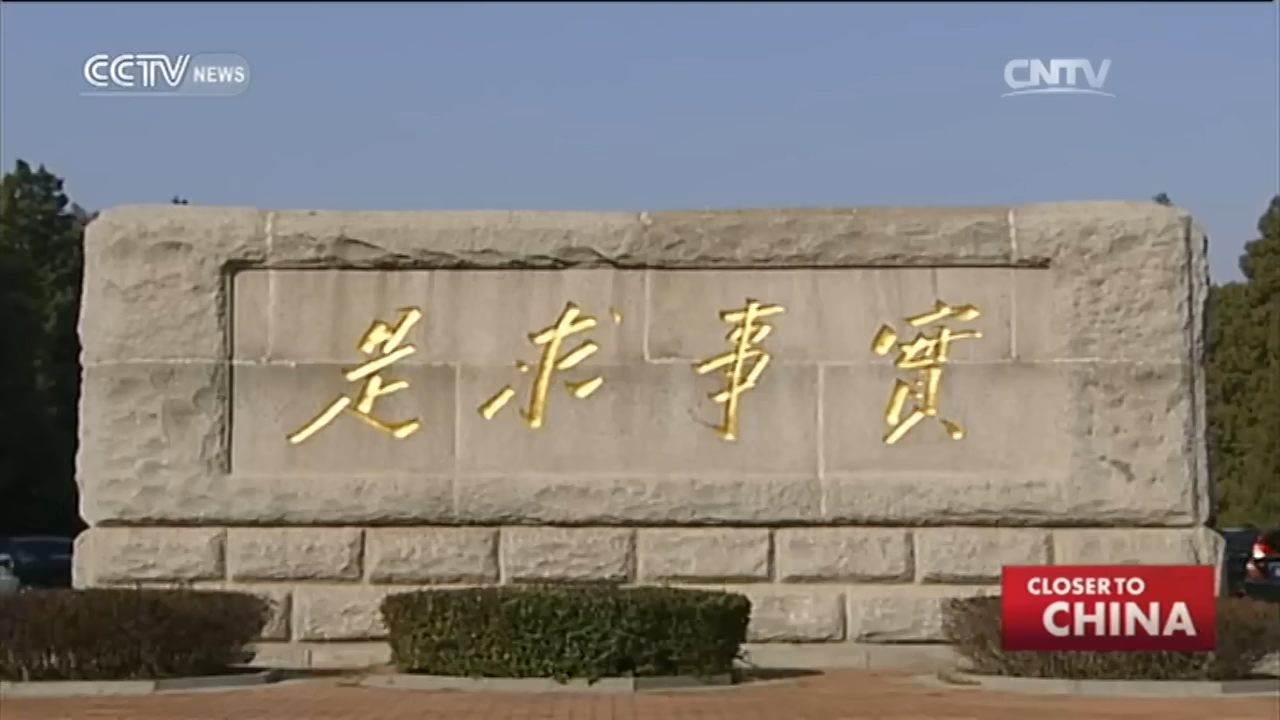 CCTV NEWS
CNTV
實事求是
CLOSER TO
CHINA